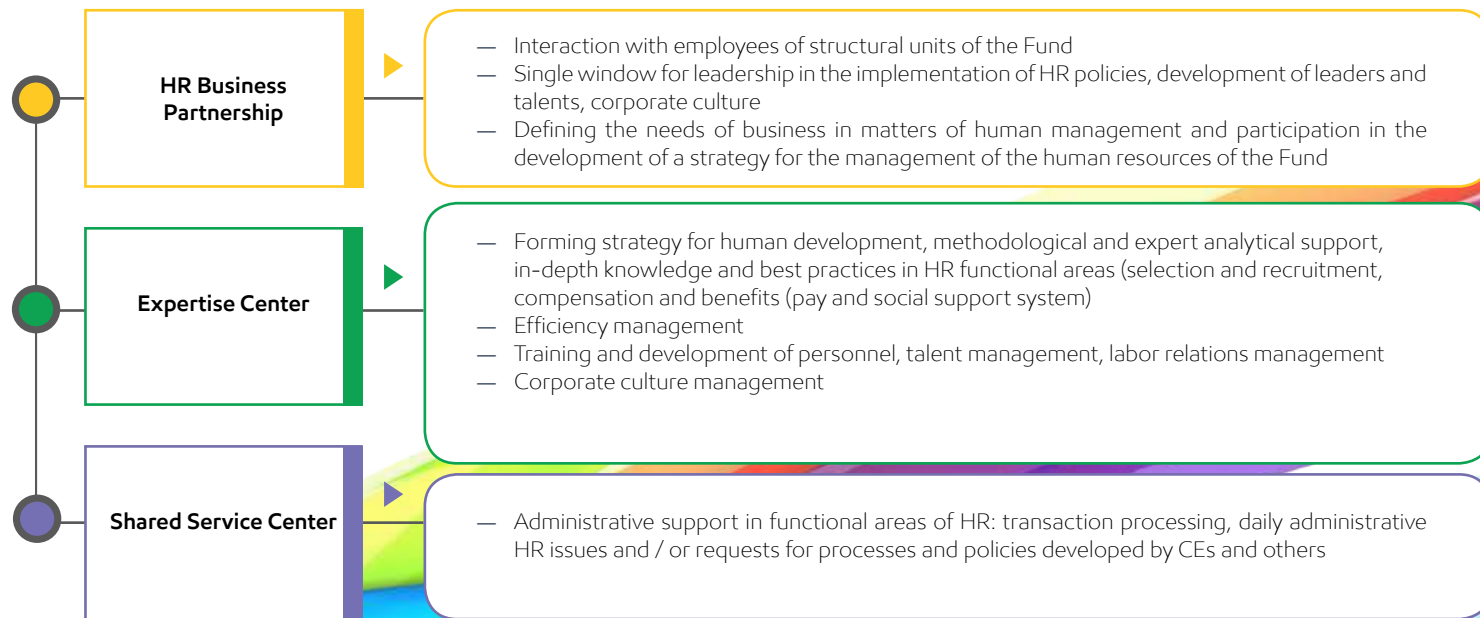 HR Business
Partnership
— Interaction with employees of structural units of the Fund
— Single window for leadership in the implementation of HR policies, development of leaders and
talents, corporate culture
— Defining the needs of business in matters of human management and participation in the
development of a strategy for the management of the human resources of the Fund
Expertise Center
— Forming strategy for human development, methodological and expert analytical support,
in-depth knowledge and best practices in HR functional areas (selection and recruitment,
compensation and benefits (pay and social support system)
— Efficiency management
— Training and development of personnel, talent management, labor relations management
— Corporate culture management
Shared Service Center
— Administrative support in functional areas of HR: transaction processing, daily administrative
HR issues and / or requests for processes and policies developed by CEs and others